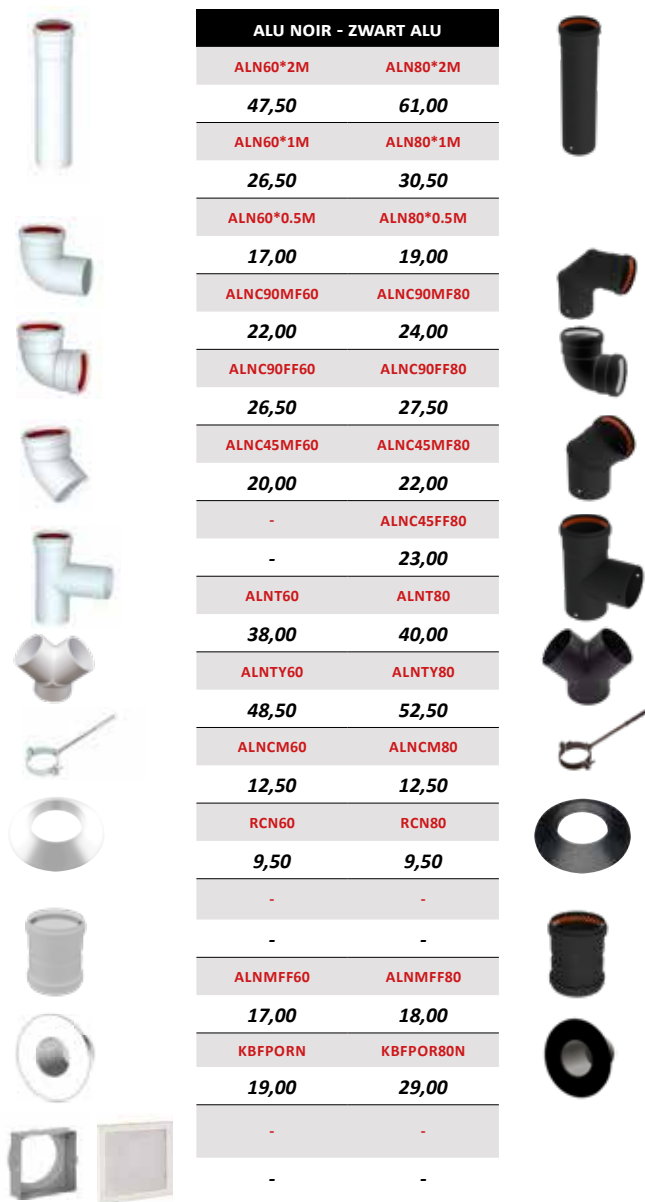 ALU NOIR - ZWART ALU
ALN60*2M ALN80*2M
47,50 61,00
ALN60*1M ALN80*1M
26,50 30,50
ALN60*0.5M ALN80*0.5M
17,00 19,00
ALNC90MF60 ALNC90MF80
22,00 24,00
ALNC90FF60 ALNC90FF80
26,50 27,50
ALNC45MF60 ALNC45MF80
20,00 22,00
- ALNC45FF80
- 23,00
ALNT60 ALNT80
38,00 40,00
ALNTY60 ALNTY80
48,50 52,50
ALNCM60 ALNCM80
12,50 12,50
RCN60 RCN80
9,50 9,50
- -
- -
ALNMFF60 ALNMFF80
17,00 18,00
KBFPORN KBFPOR80N
19,00 29,00
- -
- -